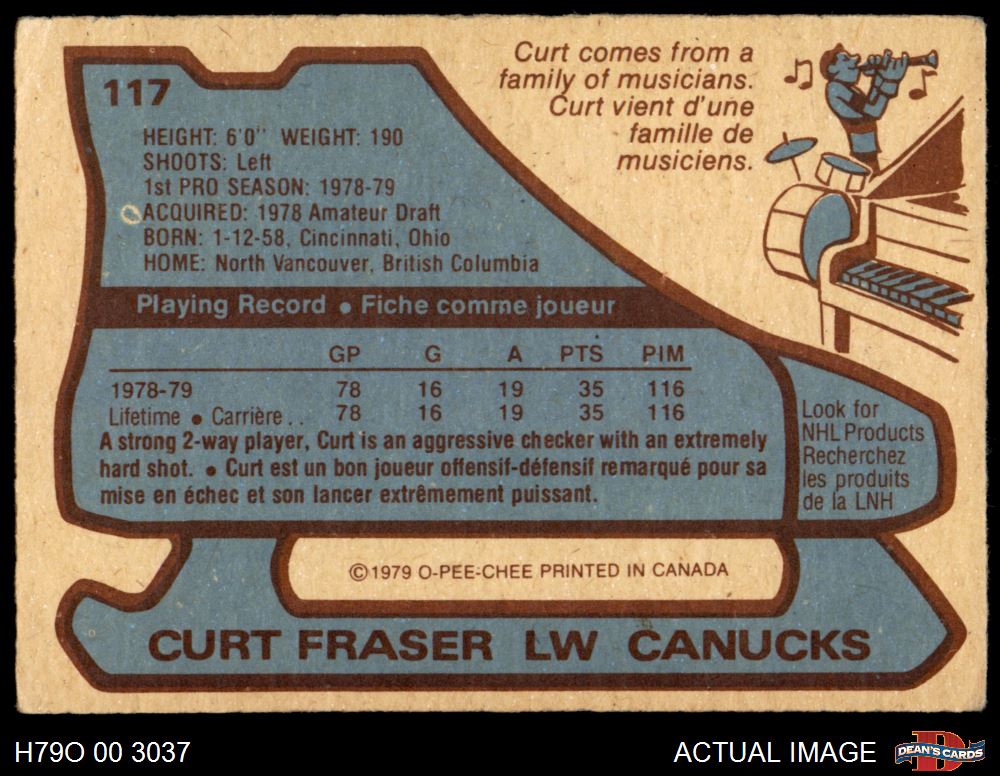 117
Curt comes from a
family of musicians.
Curt vient d'une
famille de
musiciens.
HEIGHT: 6'0" WEIGHT: 190
SHOOTS: Left
1st PRO SEASON: 1978-79
ACQUIRED: 1978 Amateur Draft
BORN: 1-12-58, Cincinnati, Ohio
HOME: North Vancouver, British Columbia
Playing Record • Fiche comme joueur
GP G A PTS PIM
1978-79 78 16 19 35 116
Lifetime • Carrière . . 78 16 19 35 116
A strong 2-way player, Curt is an aggressive checker with an extremely
hard shot. • Curt est un bon joueur offensif-défensif remarqué pour sa
mise en échec et son lancer extrêmement puissant.
Look for
NHL Products
Recherchez
les produits
de la LNH
©1979 O-PEE-CHEE PRINTED IN CANADA
CURT FRASER LW CANUCKS
H79O 00 3037
ACTUAL IMAGE
DEAN'S CARDS